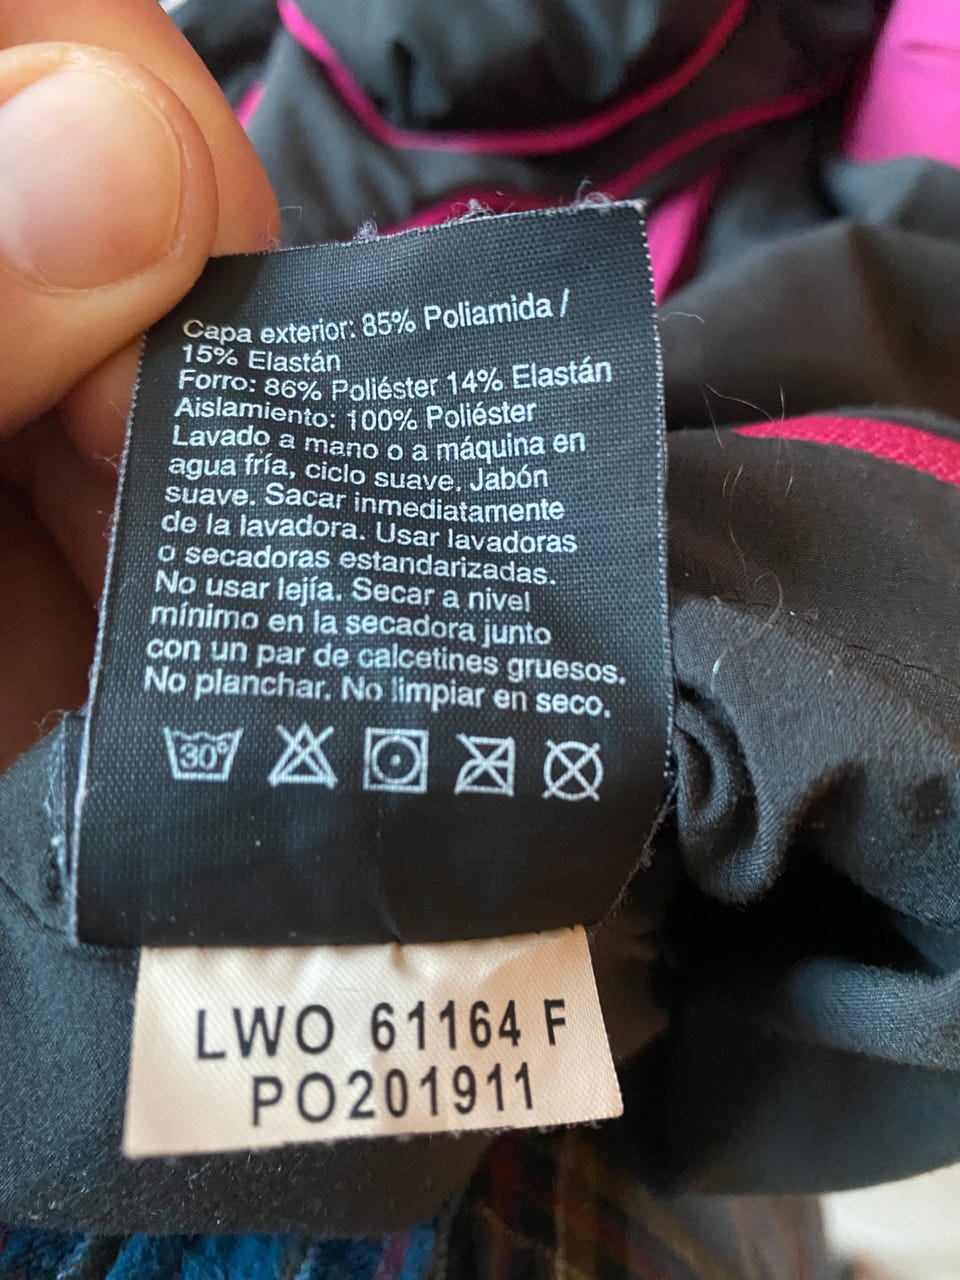 Capa exterior: 85% Poliamida /
15% Elastán
Forro: 86% Poliéster 14% Elastán
Aislamiento: 100% Poliéster
Lavado a mano o a máquina en
agua fría, ciclo suave. Jabón
suave. Sacar inmediatamente
de la lavadora. Usar lavadoras
o secadoras estandarizadas.
No usar lejía. Secar a nivel
mínimo en la secadora junto
con un par de calcetines gruesos.
No planchar. No limpiar en seco.
30°
LWO 61164 F
PO201911